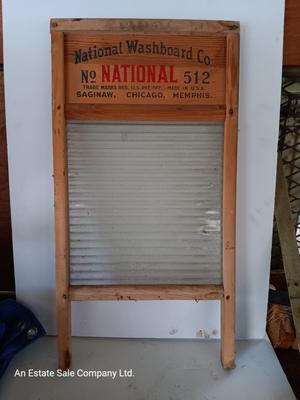 National Washboard Co.
No NATIONAL 512
TRADE MARKS REG. U.S. PAT. OFF. MADE IN U.S.A.
SAGINAW, CHICAGO, MEMPHIS.
An Estate Sale Company Ltd.